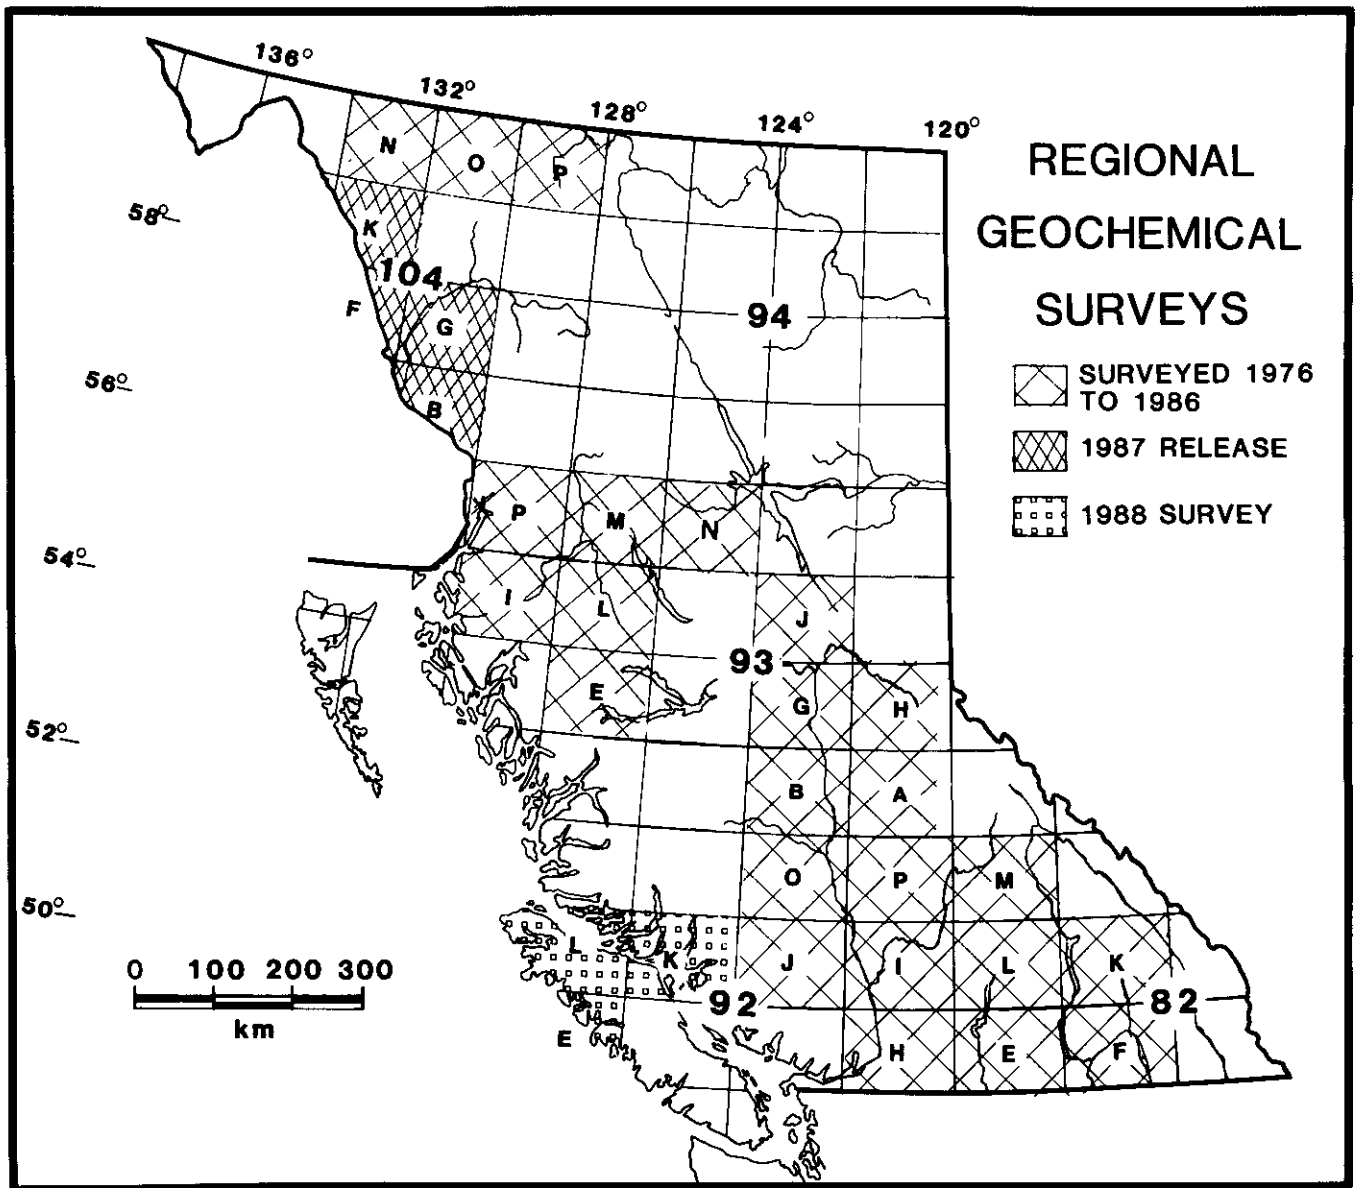 136°
132°
128°
124°
120°
REGIONAL
GEOCHEMICAL
SURVEYS
SURVEYED 1976
TO 1986
1987 RELEASE
1988 SURVEY
58°
56°
54°
52°
50°
N
O
P
K
104
F
G
B
94
P
M
N
I
L
J
93
E
G
H
B
A
O
P
M
L
K
J
I
L
K
92
82
E
H
E
F
0 100 200 300
km